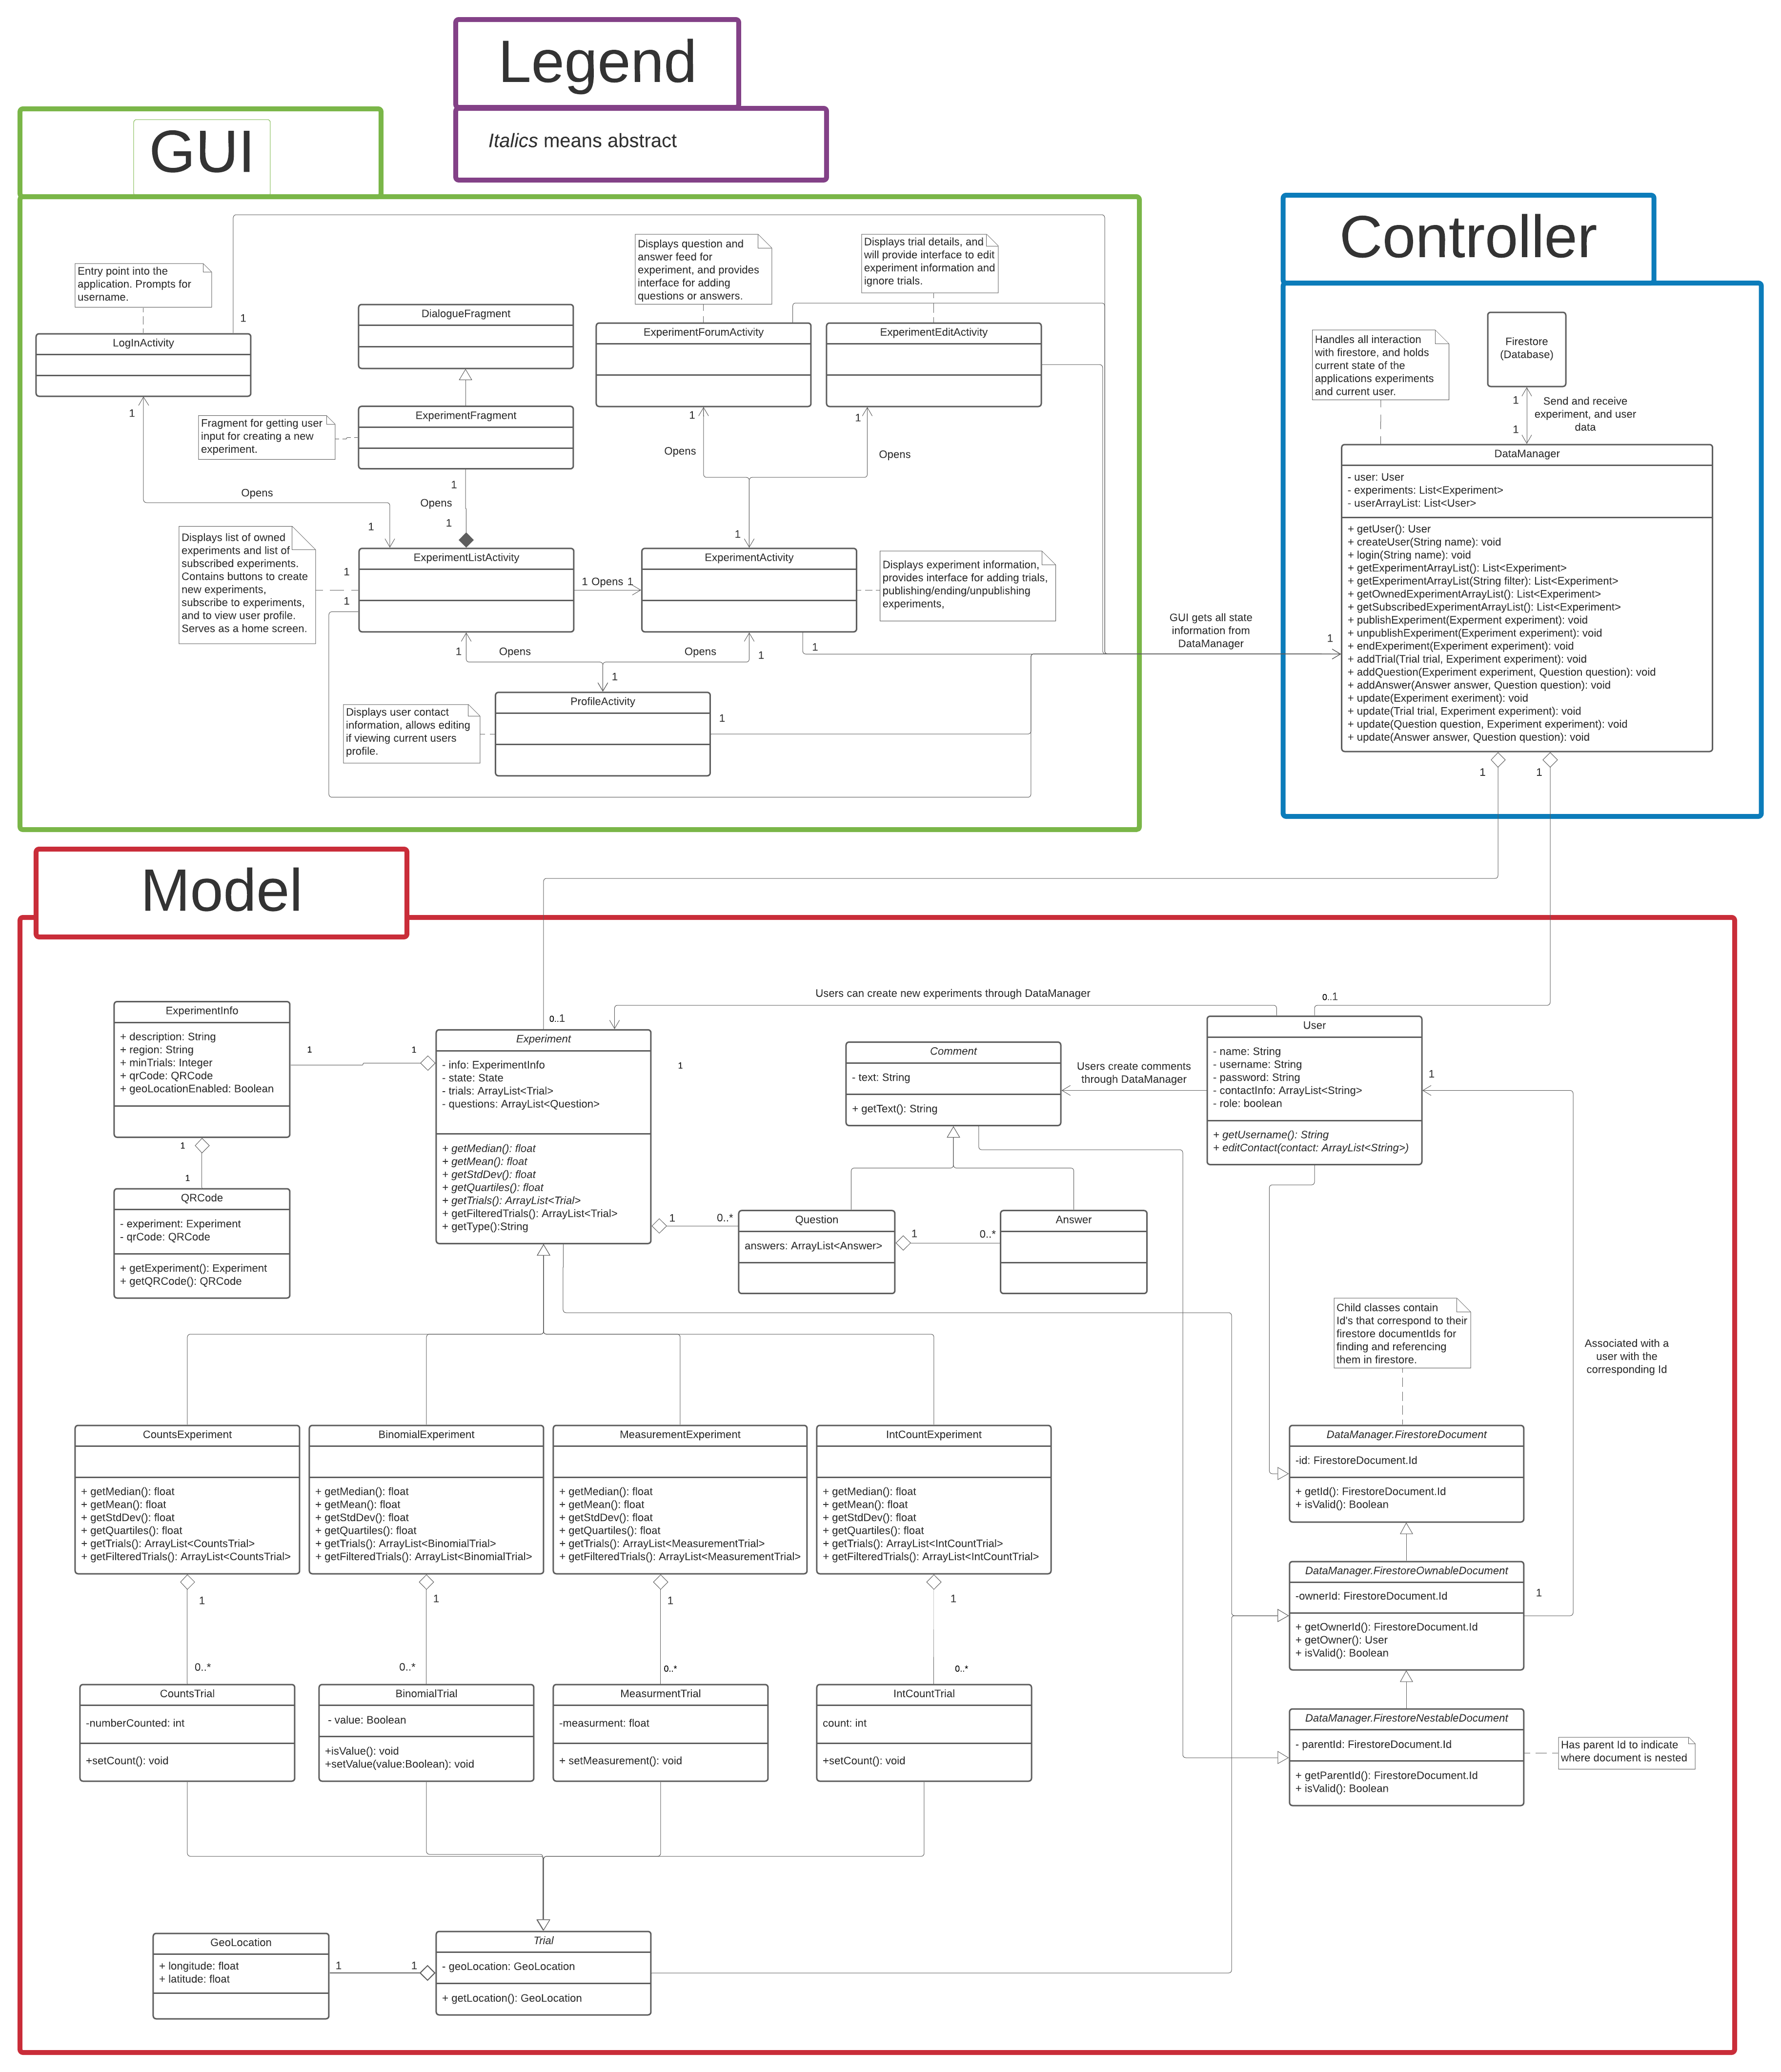 Legend
Italics means abstract
GUI
Entry point into the
application. Prompts for
username.
LogInActivity
1
1
DialogueFragment
ExperimentFragment
Fragment for getting user
input for creating a new
experiment.
Displays question and
answer feed for
experiment, and provides
interface for adding
questions or answers.
ExperimentForumActivity
1
Displays trial details, and
will provide interface to edit
experiment information and
ignore trials.
ExperimentEditActivity
1
Opens
Opens
Opens
1
1
Opens
1
1
Displays list of owned
experiments and list of
subscribed experiments.
Contains buttons to create
new experiments,
subscribe to experiments,
and to view user profile.
Serves as a home screen.
1
1
ExperimentListActivity
1 Opens 1
ExperimentActivity
Displays experiment information,
provides interface for adding trials,
publishing/ending/unpublishing
experiments,
1
Opens
Opens
1
1
1
ProfileActivity
1
Displays user contact
information, allows editing
if viewing current users
profile.
GUI gets all state
information from
DataManager
1
Controller
Handles all interaction
with firestore, and holds
current state of the
applications experiments
and current user.
Firestore
(Database)
1
1
Send and receive
experiment, and user
data
DataManager
- user: User
- experiments: List<Experiment>
- userArrayList: List<User>
+ getUser(): User
+ createUser(String name): void
+ login(String name): void
+ getExperimentArrayList(): List<Experiment>
+ getExperimentArrayList(String filter): List<Experiment>
+ getOwnedExperimentArrayList(): List<Experiment>
+ getSubscribedExperimentArrayList(): List<Experiment>
+ publishExperiment(Experment experiment): void
+ unpublishExperiment(Experiment experiment): void
+ endExperiment(Experiment experiment): void
+ addTrial(Trial trial, Experiment experiment): void
+ addQuestion(Experiment experiment, Question question): void
+ addAnswer(Answer answer, Question question): void
+ update(Experiment exeriment): void
+ update(Trial trial, Experiment experiment): void
+ update(Question question, Experiment experiment): void
+ update(Answer answer, Question question): void
1
1
Model
ExperimentInfo
+ description: String
+ region: String
+ minTrials: Integer
+ qrCode: QRCode
+ geoLocationEnabled: Boolean
1
1
1
1
QRCode
- experiment: Experiment
- qrCode: QRCode
+ getExperiment(): Experiment
+ getQRCode(): QRCode
0..1
Experiment
- info: ExperimentInfo
- state: State
- trials: ArrayList<Trial>
- questions: ArrayList<Question>
+ getMedian(): float
+ getMean(): float
+ getStdDev(): float
+ getQuartiles(): float
+ getTrials(): ArrayList<Trial>
+ getFilteredTrials(): ArrayList<Trial>
+ getType():String
1
1
0..*
Users can create new experiments through DataManager
Comment
- text: String
+ getText(): String
Users create comments
through DataManager
Question
answers: ArrayList<Answer>
1
0..*
Answer
0..1
User
- name: String
- username: String
- password: String
- contactInfo: ArrayList<String>
- role: boolean
+ getUsername(): String
+ editContact(contact: ArrayList<String>)
1
Child classes contain
Id's that correspond to their
firestore documentIds for
finding and referencing
them in firestore.
Associated with a
user with the
corresponding Id
CountsExperiment
+ getMedian(): float
+ getMean(): float
+ getStdDev(): float
+ getQuartiles(): float
+ getTrials(): ArrayList<CountsTrial>
+ getFilteredTrials(): ArrayList<CountsTrial>
1
0..*
BinomialExperiment
+ getMedian(): float
+ getMean(): float
+ getStdDev(): float
+ getQuartiles(): float
+ getTrials(): ArrayList<BinomialTrial>
+ getFilteredTrials(): ArrayList<BinomialTrial>
1
0..*
MeasurementExperiment
+ getMedian(): float
+ getMean(): float
+ getStdDev(): float
+ getQuartiles(): float
+ getTrials(): ArrayList<MeasurementTrial>
+ getFilteredTrials(): ArrayList<MeasurementTrial>
1
0..*
IntCountExperiment
+ getMedian(): float
+ getMean(): float
+ getStdDev(): float
+ getQuartiles(): float
+ getTrials(): ArrayList<IntCountTrial>
+ getFilteredTrials(): ArrayList<IntCountTrial>
1
0..*
DataManager.FirestoreDocument
-id: FirestoreDocument.Id
+ getId(): FirestoreDocument.Id
+ isValid(): Boolean
DataManager.FirestoreOwnableDocument
-ownerId: FirestoreDocument.Id
+ getOwnerId(): FirestoreDocument.Id
+ getOwner(): User
+ isValid(): Boolean
1
DataManager.FirestoreNestableDocument
- parentId: FirestoreDocument.Id
+ getParentId(): FirestoreDocument.Id
+ isValid(): Boolean
Has parent Id to indicate
where document is nested
CountsTrial
-numberCounted: int
+setCount(): void
BinomialTrial
- value: Boolean
+isValue(): void
+setValue(value:Boolean): void
MeasurmentTrial
-measurment: float
+ setMeasurement(): void
IntCountTrial
count: int
+setCount(): void
GeoLocation
+ longitude: float
+ latitude: float
1
1
Trial
- geoLocation: GeoLocation
+ getLocation(): GeoLocation